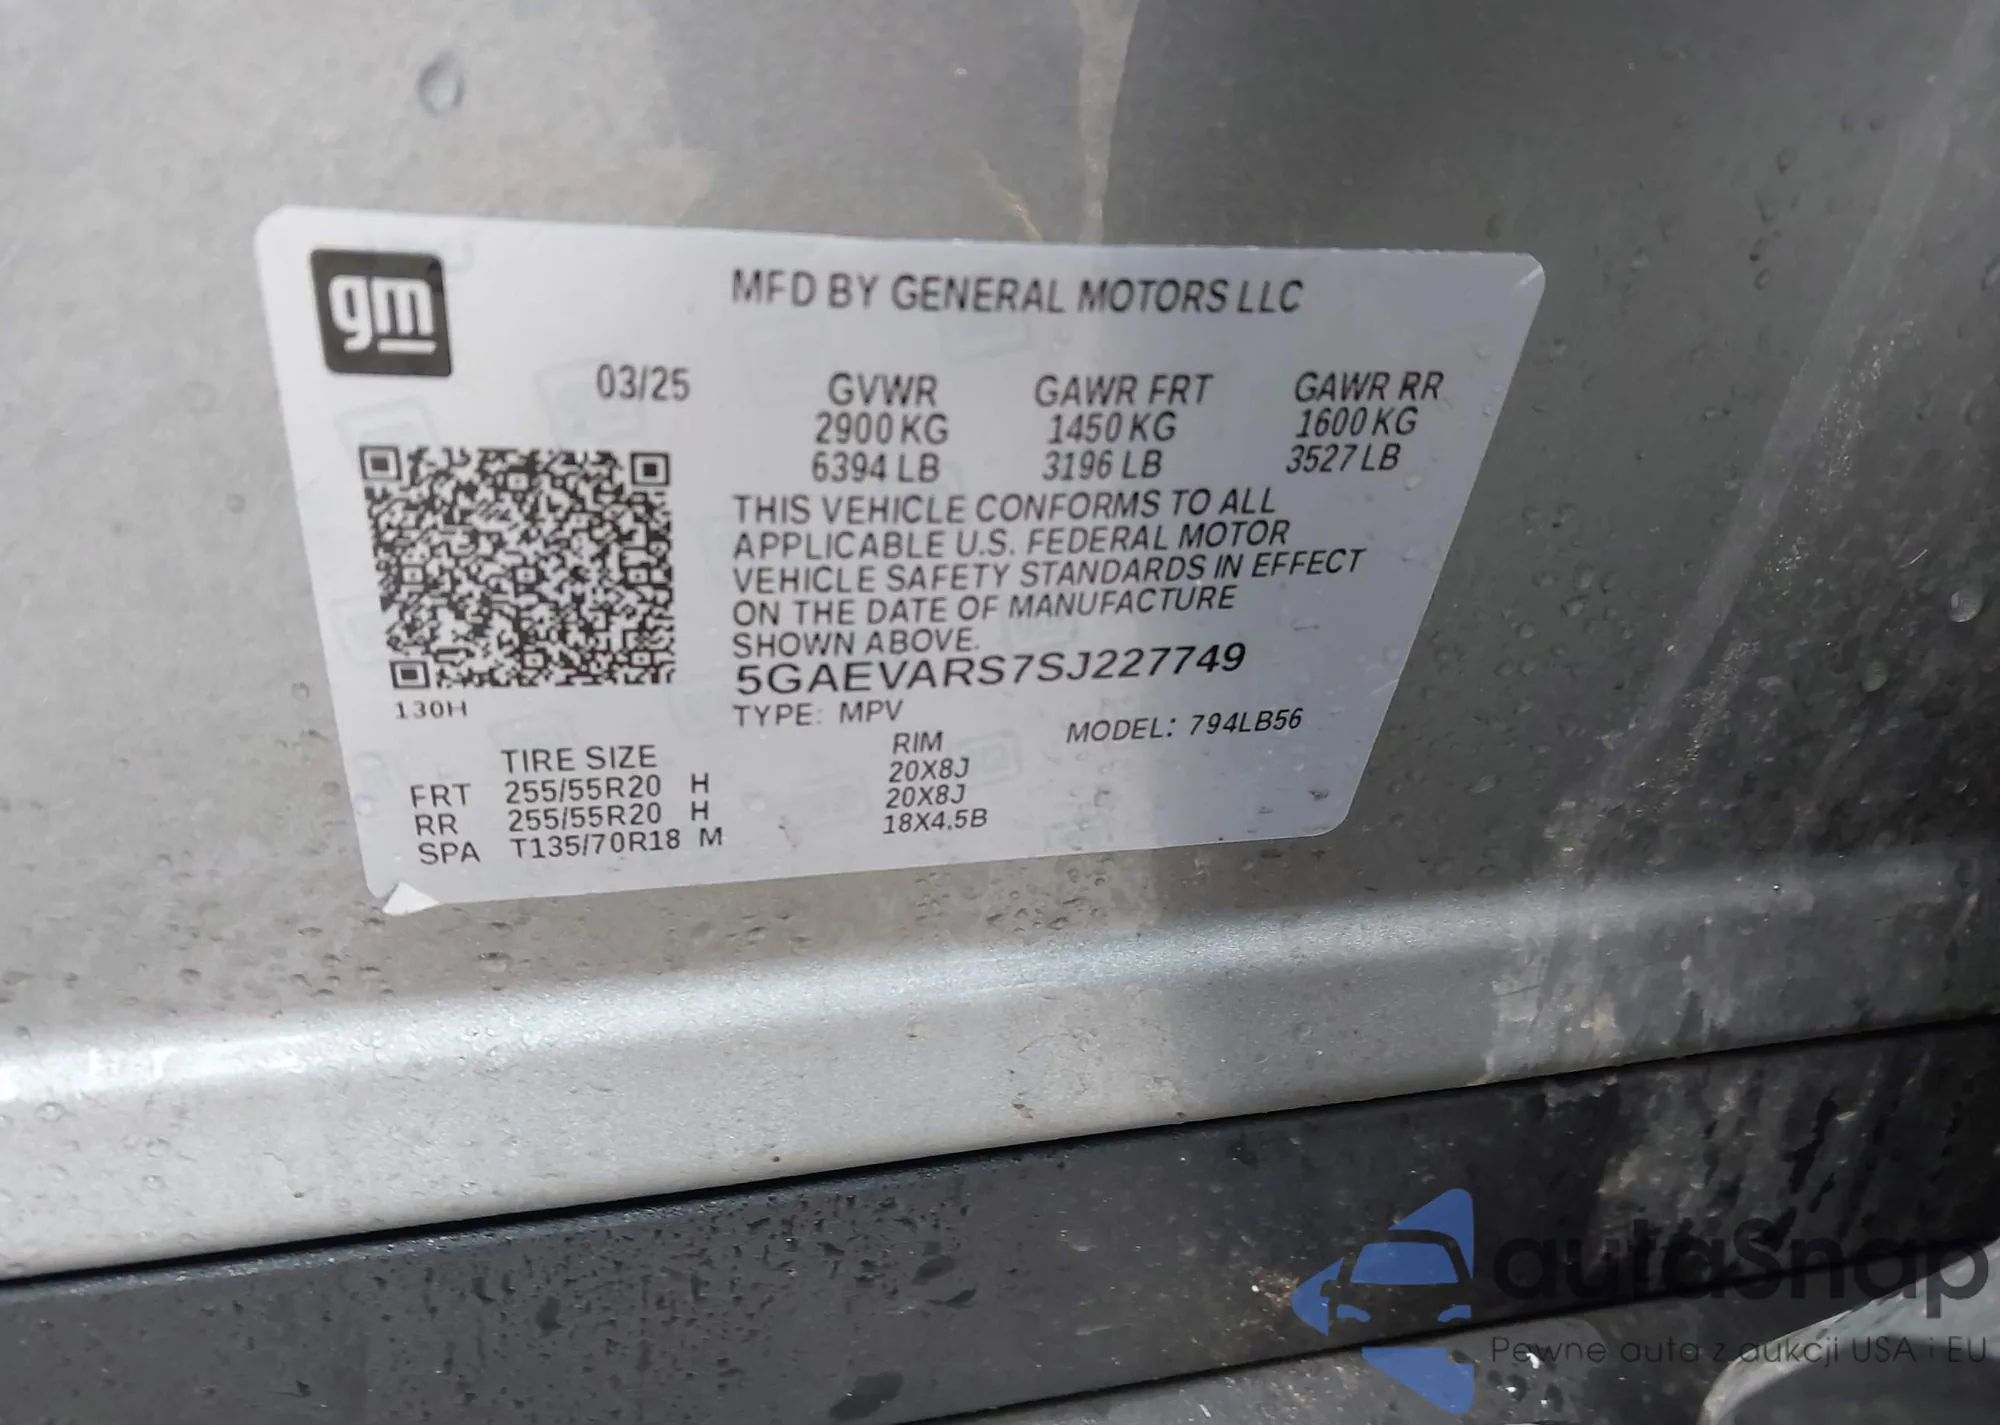 gm
MFD BY GENERAL MOTORS LLC
03/25
GVWR GAWR FRT GAWR RR
2900 KG 1450 KG 1600 KG
6394 LB 3196 LB 3527 LB
THIS VEHICLE CONFORMS TO ALL
APPLICABLE U.S. FEDERAL MOTOR
VEHICLE SAFETY STANDARDS IN EFFECT
ON THE DATE OF MANUFACTURE
SHOWN ABOVE.
5GAEVARS7SJ227749
130H
TYPE: MPV MODEL: 794LB56
TIRE SIZE RIM
FRT 255/55R20 H 20X8J
RR 255/55R20 H 20X8J
SPA T135/70R18 M 18X4.5B
autaSnap
Pewne auta z aukcji USA i EU